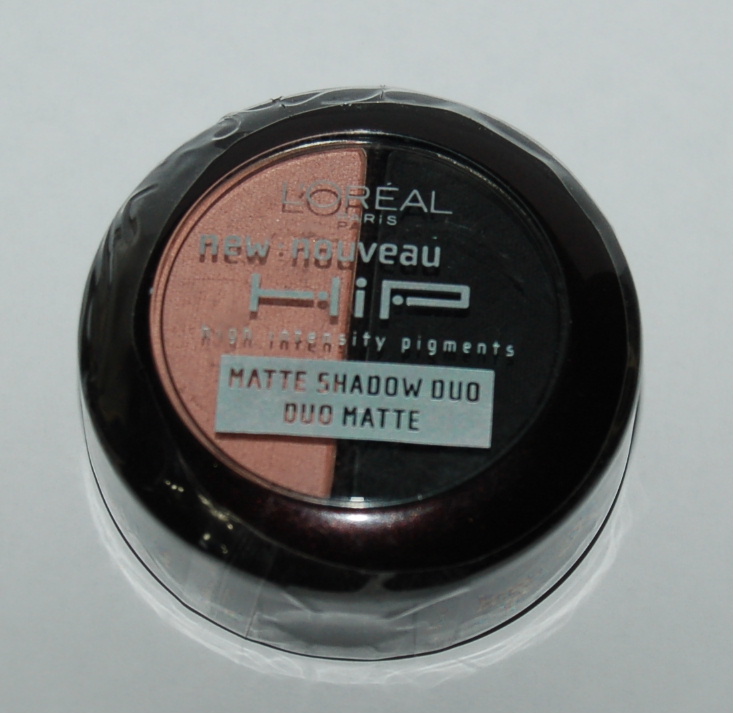 L'ORÉAL
PARIS
new nouveau
HiP
high intensity pigments
MATTE SHADOW DUO
DUO MATTE